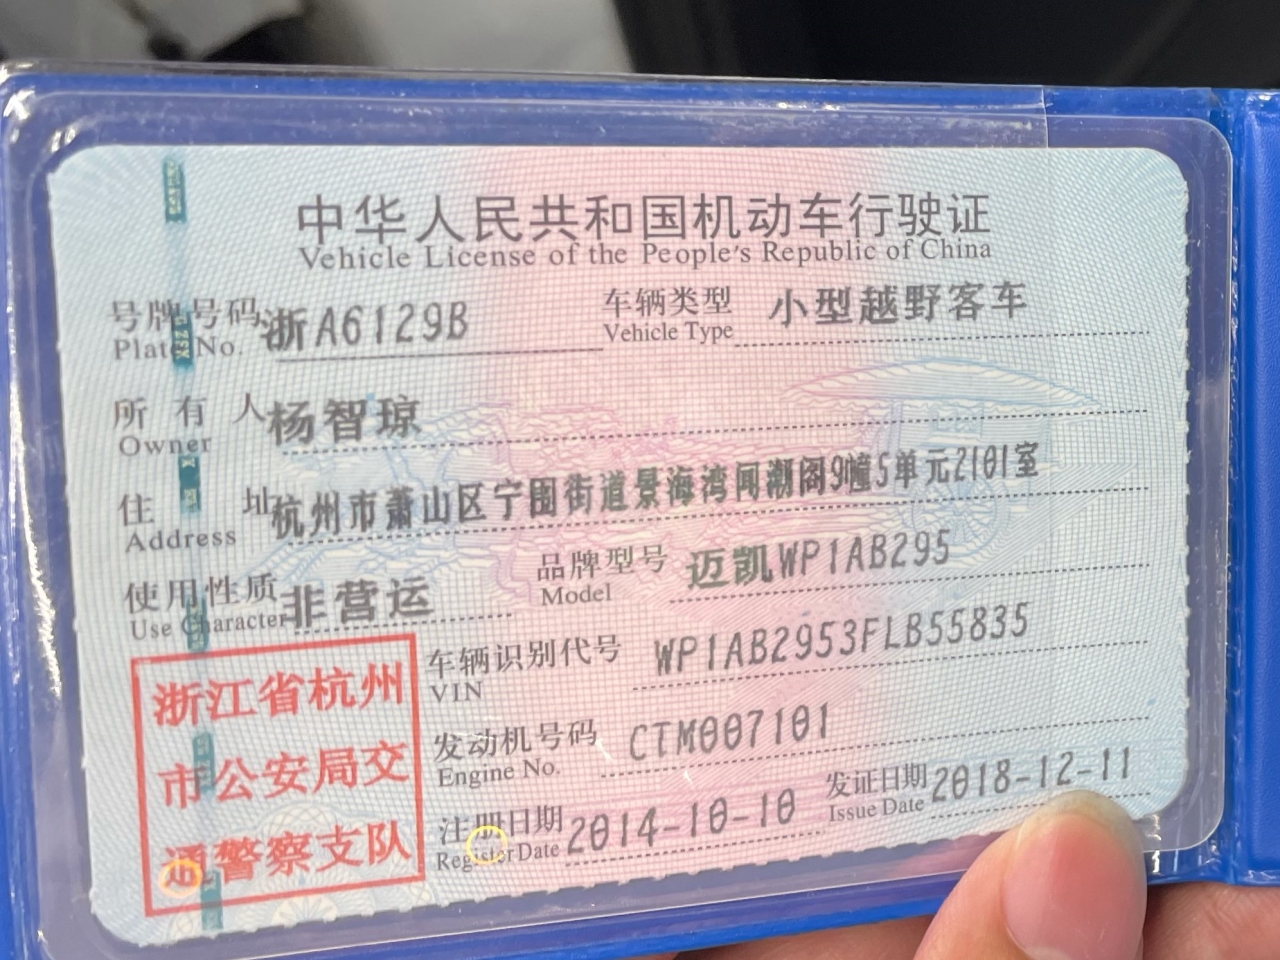 中华人民共和国机动车行驶证
Vehicle License of the People's Republic of China
号牌号码 浙A6129B 车辆类型 小型越野客车
Plate No. Vehicle Type
所有人 杨智琼
Owner
住址 杭州市萧山区宁围街道景海湾闻潮阁9幢5单元2101室
Address
使用性质 非营运 品牌型号 迈凯WP1AB295
Use Character Model
车辆识别代号 WP1AB2953FLB55835
VIN
发动机号码 CTM007101
Engine No.
注册日期 2014-10-10 发证日期 2018-12-11
Register Date Issue Date
浙江省杭州
市公安局交
通警察支队